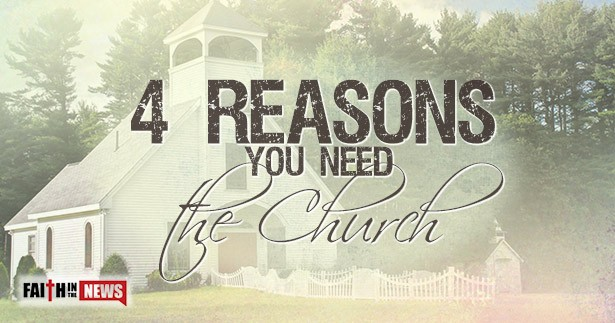 4 REASONS
YOU NEED
the Church
FAITH IN THE NEWS